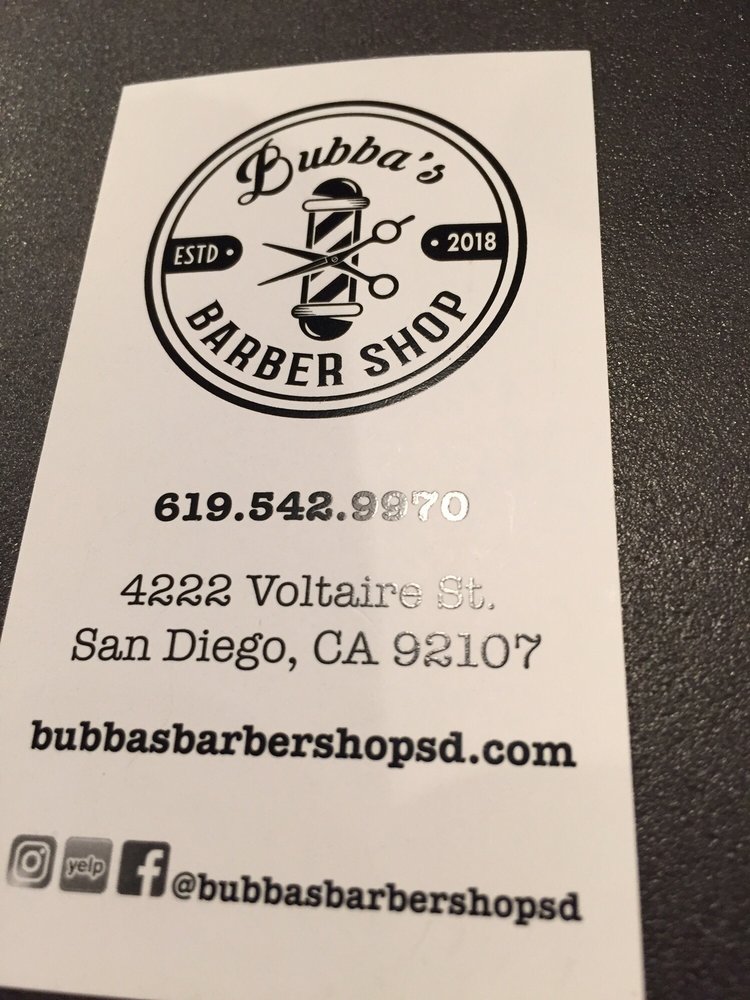 Bubba's
ESTD • • 2018
BARBER SHOP
619.542.9970
4222 Voltaire St.
San Diego, CA 92107
bubbasbarbershopsd.com
yelp f @bubbasbarbershopsd